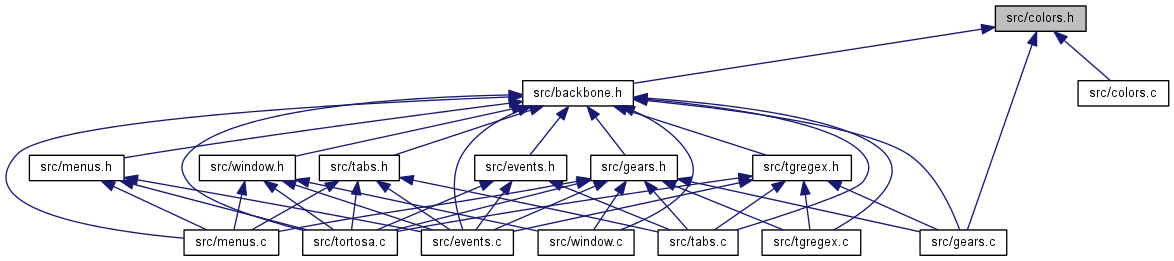 src/colors.h
src/backbone.h
src/colors.c
src/menus.h
src/window.h
src/tabs.h
src/events.h
src/gears.h
src/tgregex.h
src/menus.c
src/tortosa.c
src/events.c
src/window.c
src/tabs.c
src/tgregex.c
src/gears.c